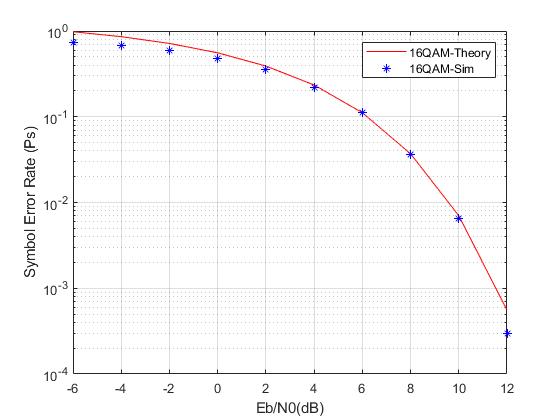 10^0
10^-1
10^-2
10^-3
10^-4
Symbol Error Rate (Ps)
16QAM-Theory
16QAM-Sim
-6 -4 -2 0 2 4 6 8 10 12
Eb/N0(dB)